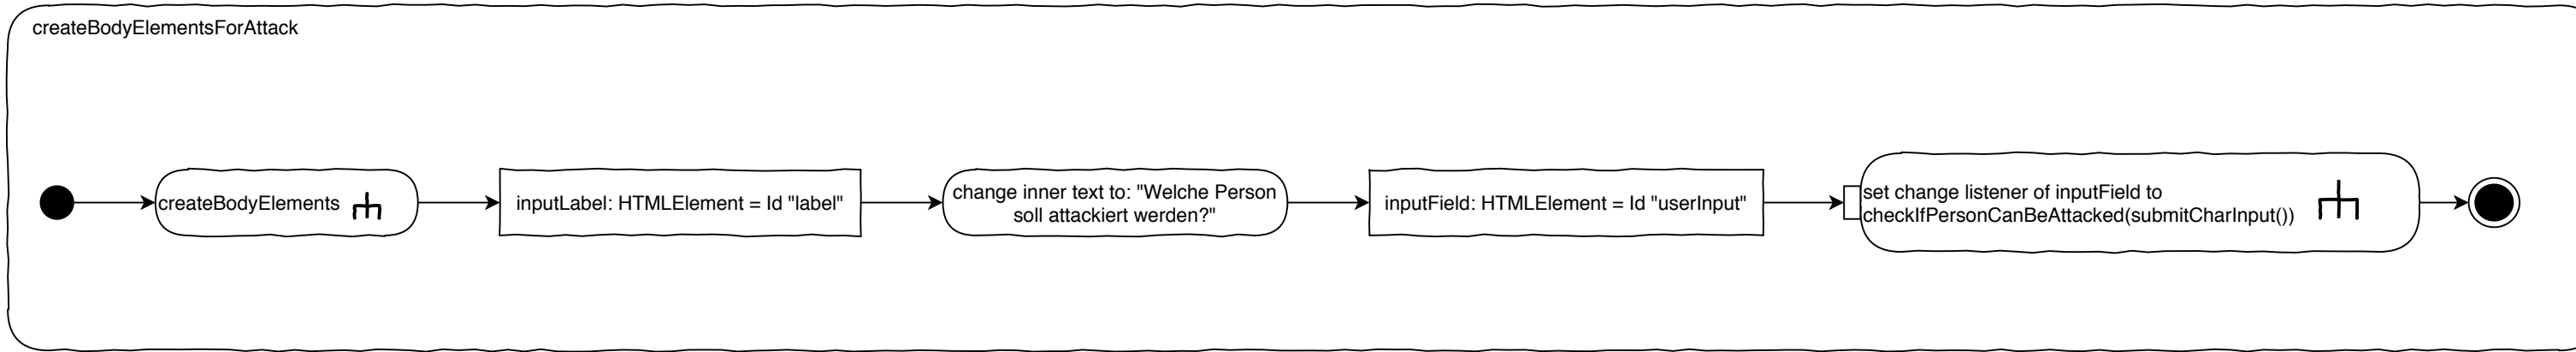 createBodyElementsForAttack
createBodyElements
inputLabel: HTMLElement = Id "label"
change inner text to: "Welche Person
soll attackiert werden?"
inputField: HTMLElement = Id "userInput"
set change listener of inputField to
checkIfPersonCanBeAttacked(submitCharInput())